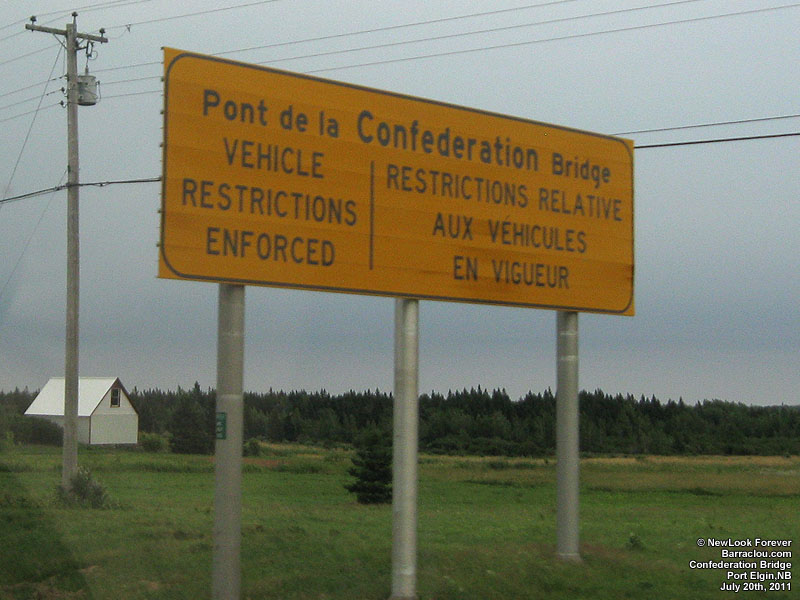 Pont de la Confederation Bridge
VEHICLE
RESTRICTIONS
ENFORCED
RESTRICTIONS RELATIVE
AUX VÉHICULES
EN VIGUEUR
© NewLook Forever
Barraclou.com
Confederation Bridge
Port Elgin,NB
July 20th, 2011